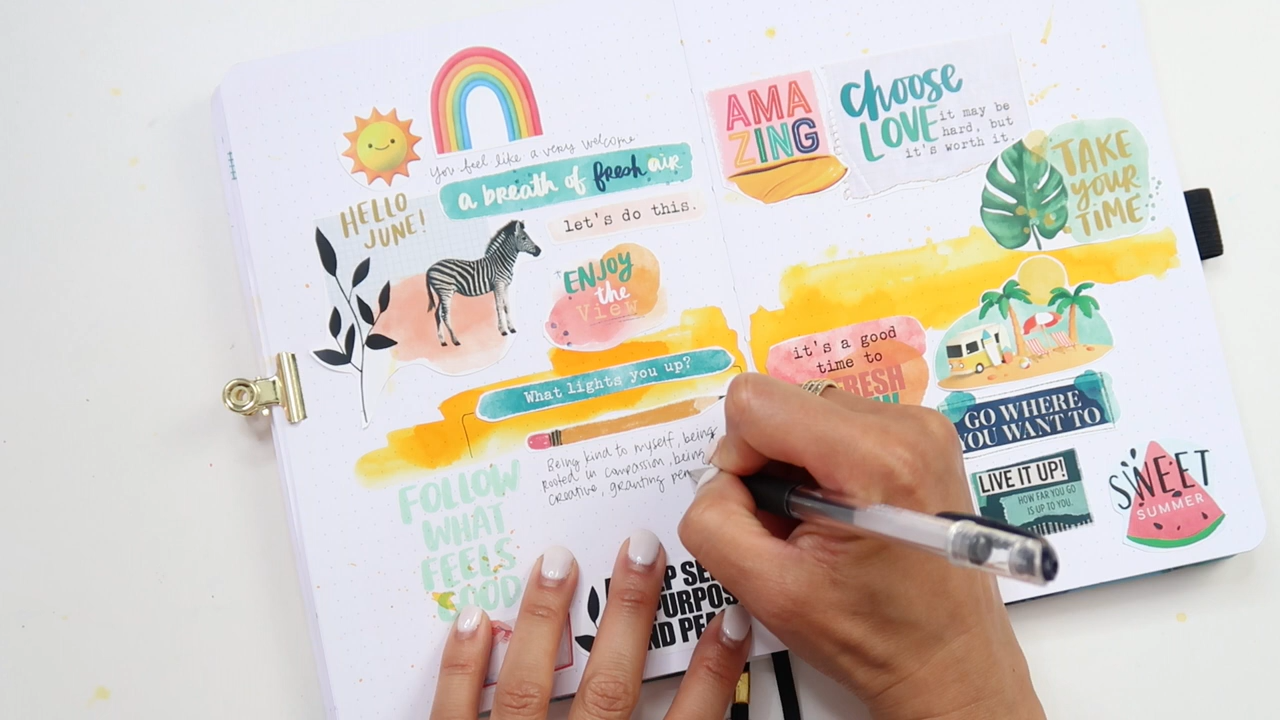 You feel like a very welcome
a breath of fresh air
let's do this.
HELLO
JUNE!
ENJOY
the
View
What lights you up?
Being kind to myself, being
Rooted in compassion, being
Creative, granting
FOLLOW
WHAT
FEELS
GOOD
AND
AMA
ZING
choose
LOVE
it may be
hard, but
it's worth it.
TAKE
your
TIME
it's a good
time to
GO WHERE
YOU WANT TO
LIVE IT UP!
HOW FAR YOU GO
IS UP TO YOU.
SWEET
SUMMER